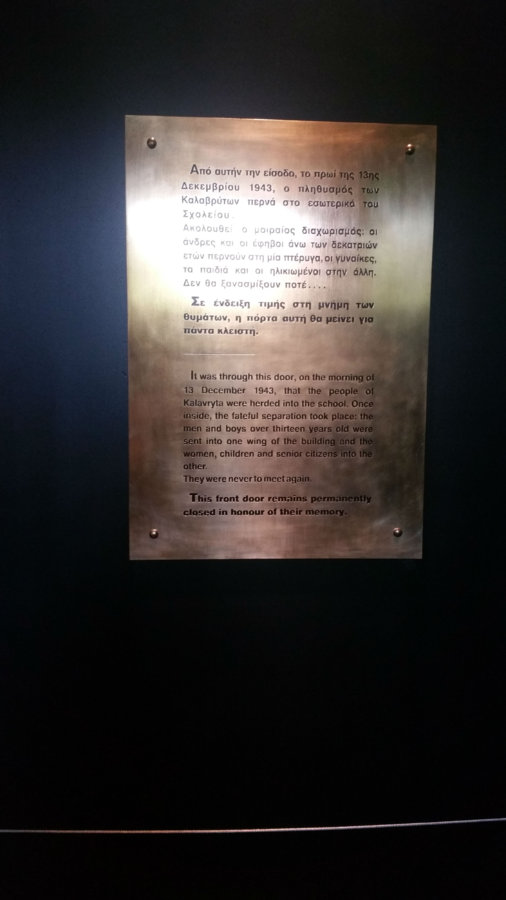 Από αυτήν την είσοδο, το πρωί της 13ης
Δεκεμβρίου 1943, ο πληθυσμός των
Καλαβρύτων περνά στο εσωτερικό του
Σχολείου.
Ακολουθεί ο μοιραίος διαχωρισμός: οι
άνδρες και οι έφηβοι άνω των δεκατριών
ετών περνούν στη μία πτέρυγα, οι γυναίκες,
τα παιδιά και οι ηλικιωμένοι στην άλλη.
Δεν θα ξανασμίξουν ποτέ....
Σε ένδειξη τιμής στη μνήμη των
θυμάτων, η πόρτα αυτή θα μείνει για
πάντα κλειστή.
It was through this door, on the morning of
13 December 1943, that the people of
Kalavryta were herded into the school. Once
inside, the fateful separation took place: the
men and boys over thirteen years old were
sent into one wing of the building and the
women, children and senior citizens into the
other.
They were never to meet again.
This front door remains permanently
closed in honour of their memory.